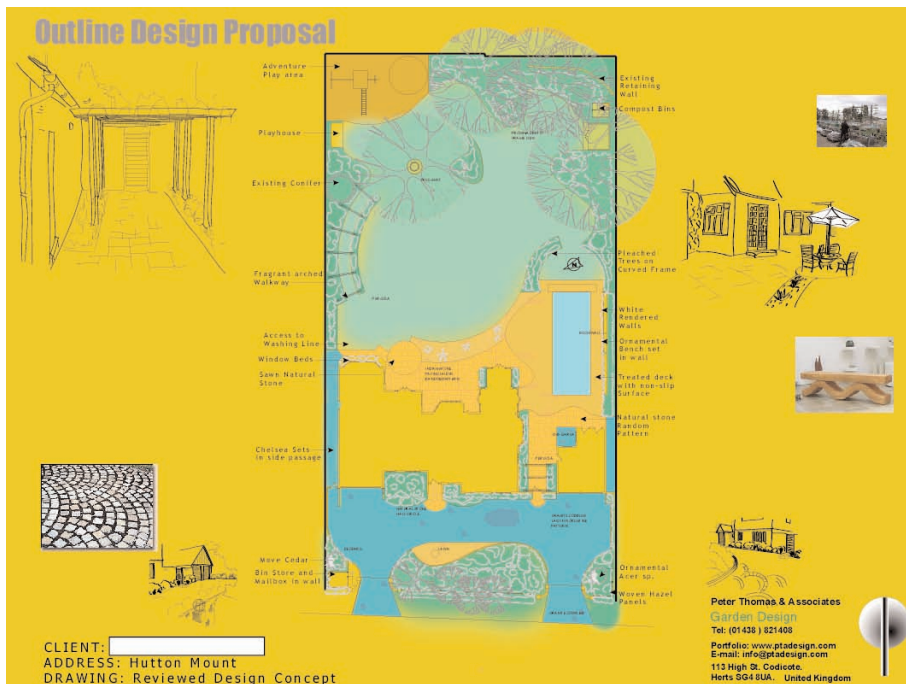 Outline Design Proposal
Adventure
Play area
Playhouse
Existing Conifer
Fragrant arched
Walkway
Access to
Washing Line
Window Beds
Sawn Natural
Stone
Chelsea Sets
in side passage
Move Cedar
Bin Store and
Mailbox in wall
Existing
Retaining
Wall
Compost Bins
Pleached
Trees on
Curved Frame
N
White
Rendered
Walls
Ornamental
Bench set
in wall
Treated deck
with non-slip
Surface
Natural stone
Random
Pattern
Ornamental
Acer sp.
Woven Hazel
Panels
CLIENT:
ADDRESS: Hutton Mount
DRAWING: Reviewed Design Concept
Peter Thomas & Associates
Garden Design
Tel: (01438 ) 821408
Portfolio: www.ptadesign.com
E-mail: info@ptadesign.com
113 High St. Codicote.
Herts SG4 8UA. United Kingdom